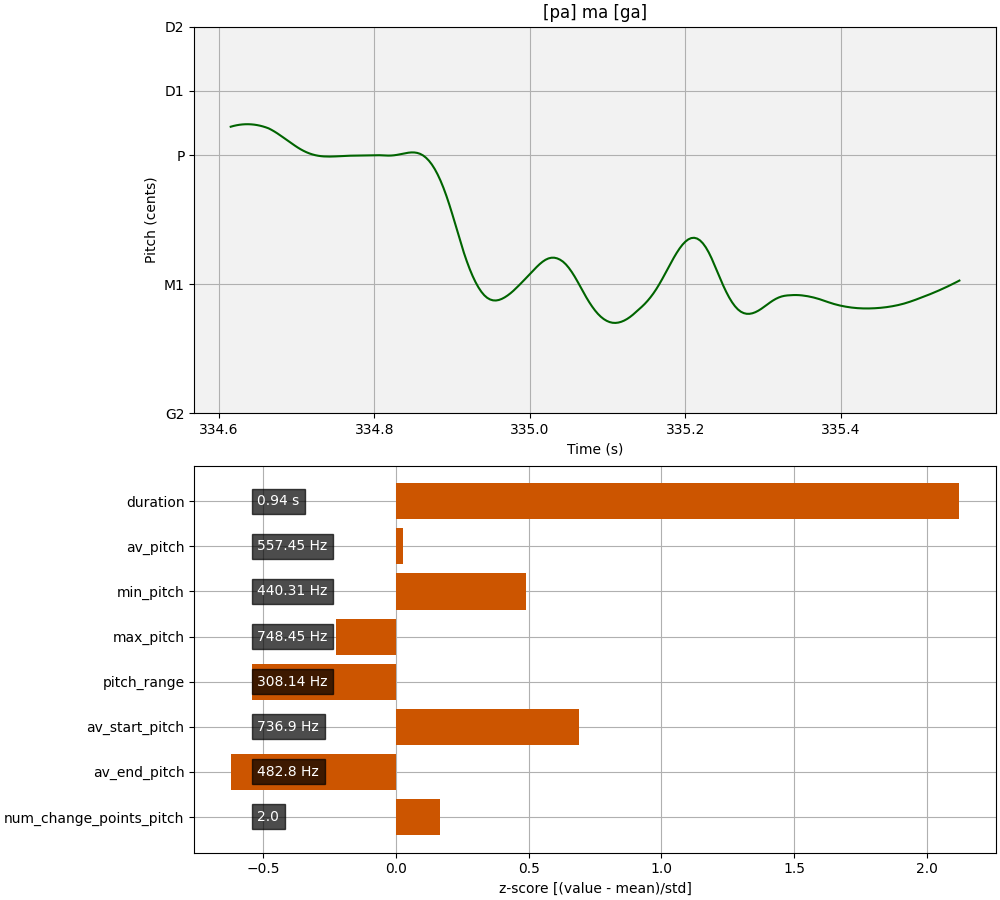 [pa] ma [ga]
D2
D1
P
M1
G2
Pitch (cents)
334.6 334.8 335.0 335.2 335.4
Time (s)
duration 0.94 s
av_pitch 557.45 Hz
min_pitch 440.31 Hz
max_pitch 748.45 Hz
pitch_range 308.14 Hz
av_start_pitch 736.9 Hz
av_end_pitch 482.8 Hz
num_change_points_pitch 2.0
−0.5 0.0 0.5 1.0 1.5 2.0
z-score [(value - mean)/std]